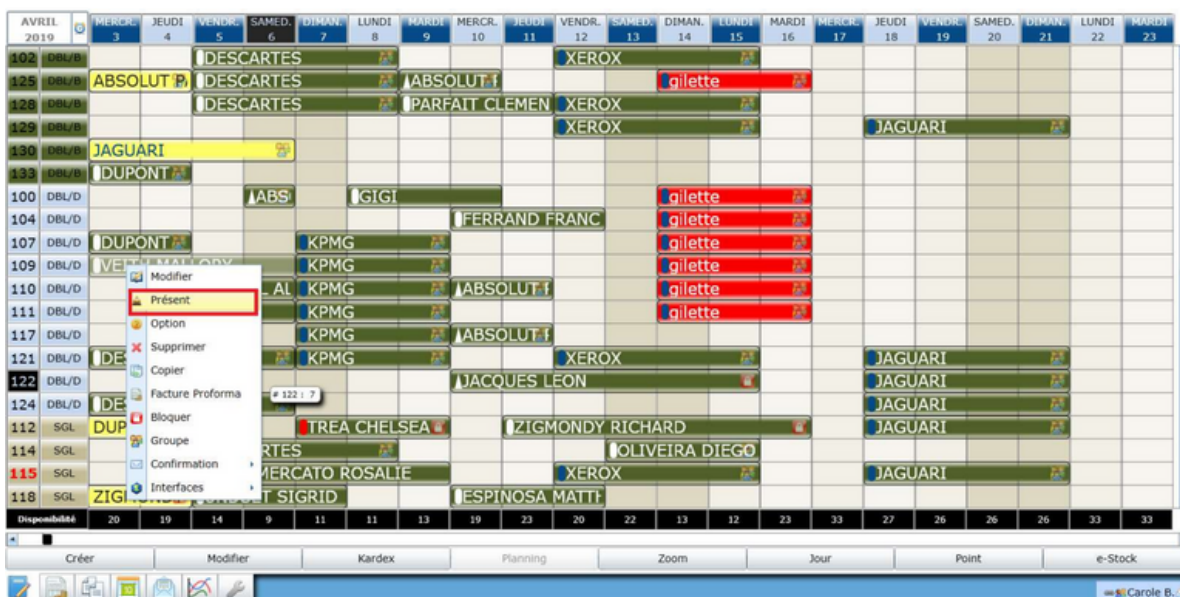 AVRIL 2019 MERCR. 3 JEUDI 4 VENDR. 5 SAMED. 6 DIMAN. 7 LUNDI 8 MARDI 9 MERCR. 10 JEUDI 11 VENDR. 12 SAMED. 13 DIMAN. 14 LUNDI 15 MARDI 16 MERCR. 17 JEUDI 18 VENDR. 19 SAMED. 20 DIMAN. 21 LUNDI 22 MARDI 23
102 DBL/B DESCARTES XEROX
125 DBL/B ABSOLUT DESCARTES ABSOLUT gilette
128 DBL/B DESCARTES PARFAIT CLEMEN XEROX
129 DBL/B XEROX JAGUARI
130 DBL/B JAGUARI
133 DBL/B DUPONT
100 DBL/D ABS GIGI gilette
104 DBL/D FERRAND FRANC gilette
107 DBL/D DUPONT KPMG gilette
109 DBL/D VEITH MALLORY KPMG gilette
Modifier
110 DBL/D L AL KPMG ABSOLUT gilette
Présent
111 DBL/D KPMG gilette
Option
117 DBL/D KPMG ABSOLUT
Supprimer
121 DBL/D DES KPMG XEROX JAGUARI
Copier
122 DBL/D JACQUES LEON JAGUARI
Facture Proforma # 122 : 7
124 DBL/D DE JAGUARI
Bloquer
112 SGL DUP TREA CHELSEA ZIGMONDY RICHARD JAGUARI
Groupe
114 SGL RTES OLIVEIRA DIEGO
Confirmation
115 SGL MERCATO ROSALIE XEROX JAGUARI
Interfaces
118 SGL ZIG T SIGRID ESPINOSA MATTH
Disponibilité 20 19 14 9 11 11 13 19 23 20 22 13 12 23 33 27 26 26 26 33 33
Créer Modifier Kardex Planning Zoom Jour Point e-Stock
Carole B.